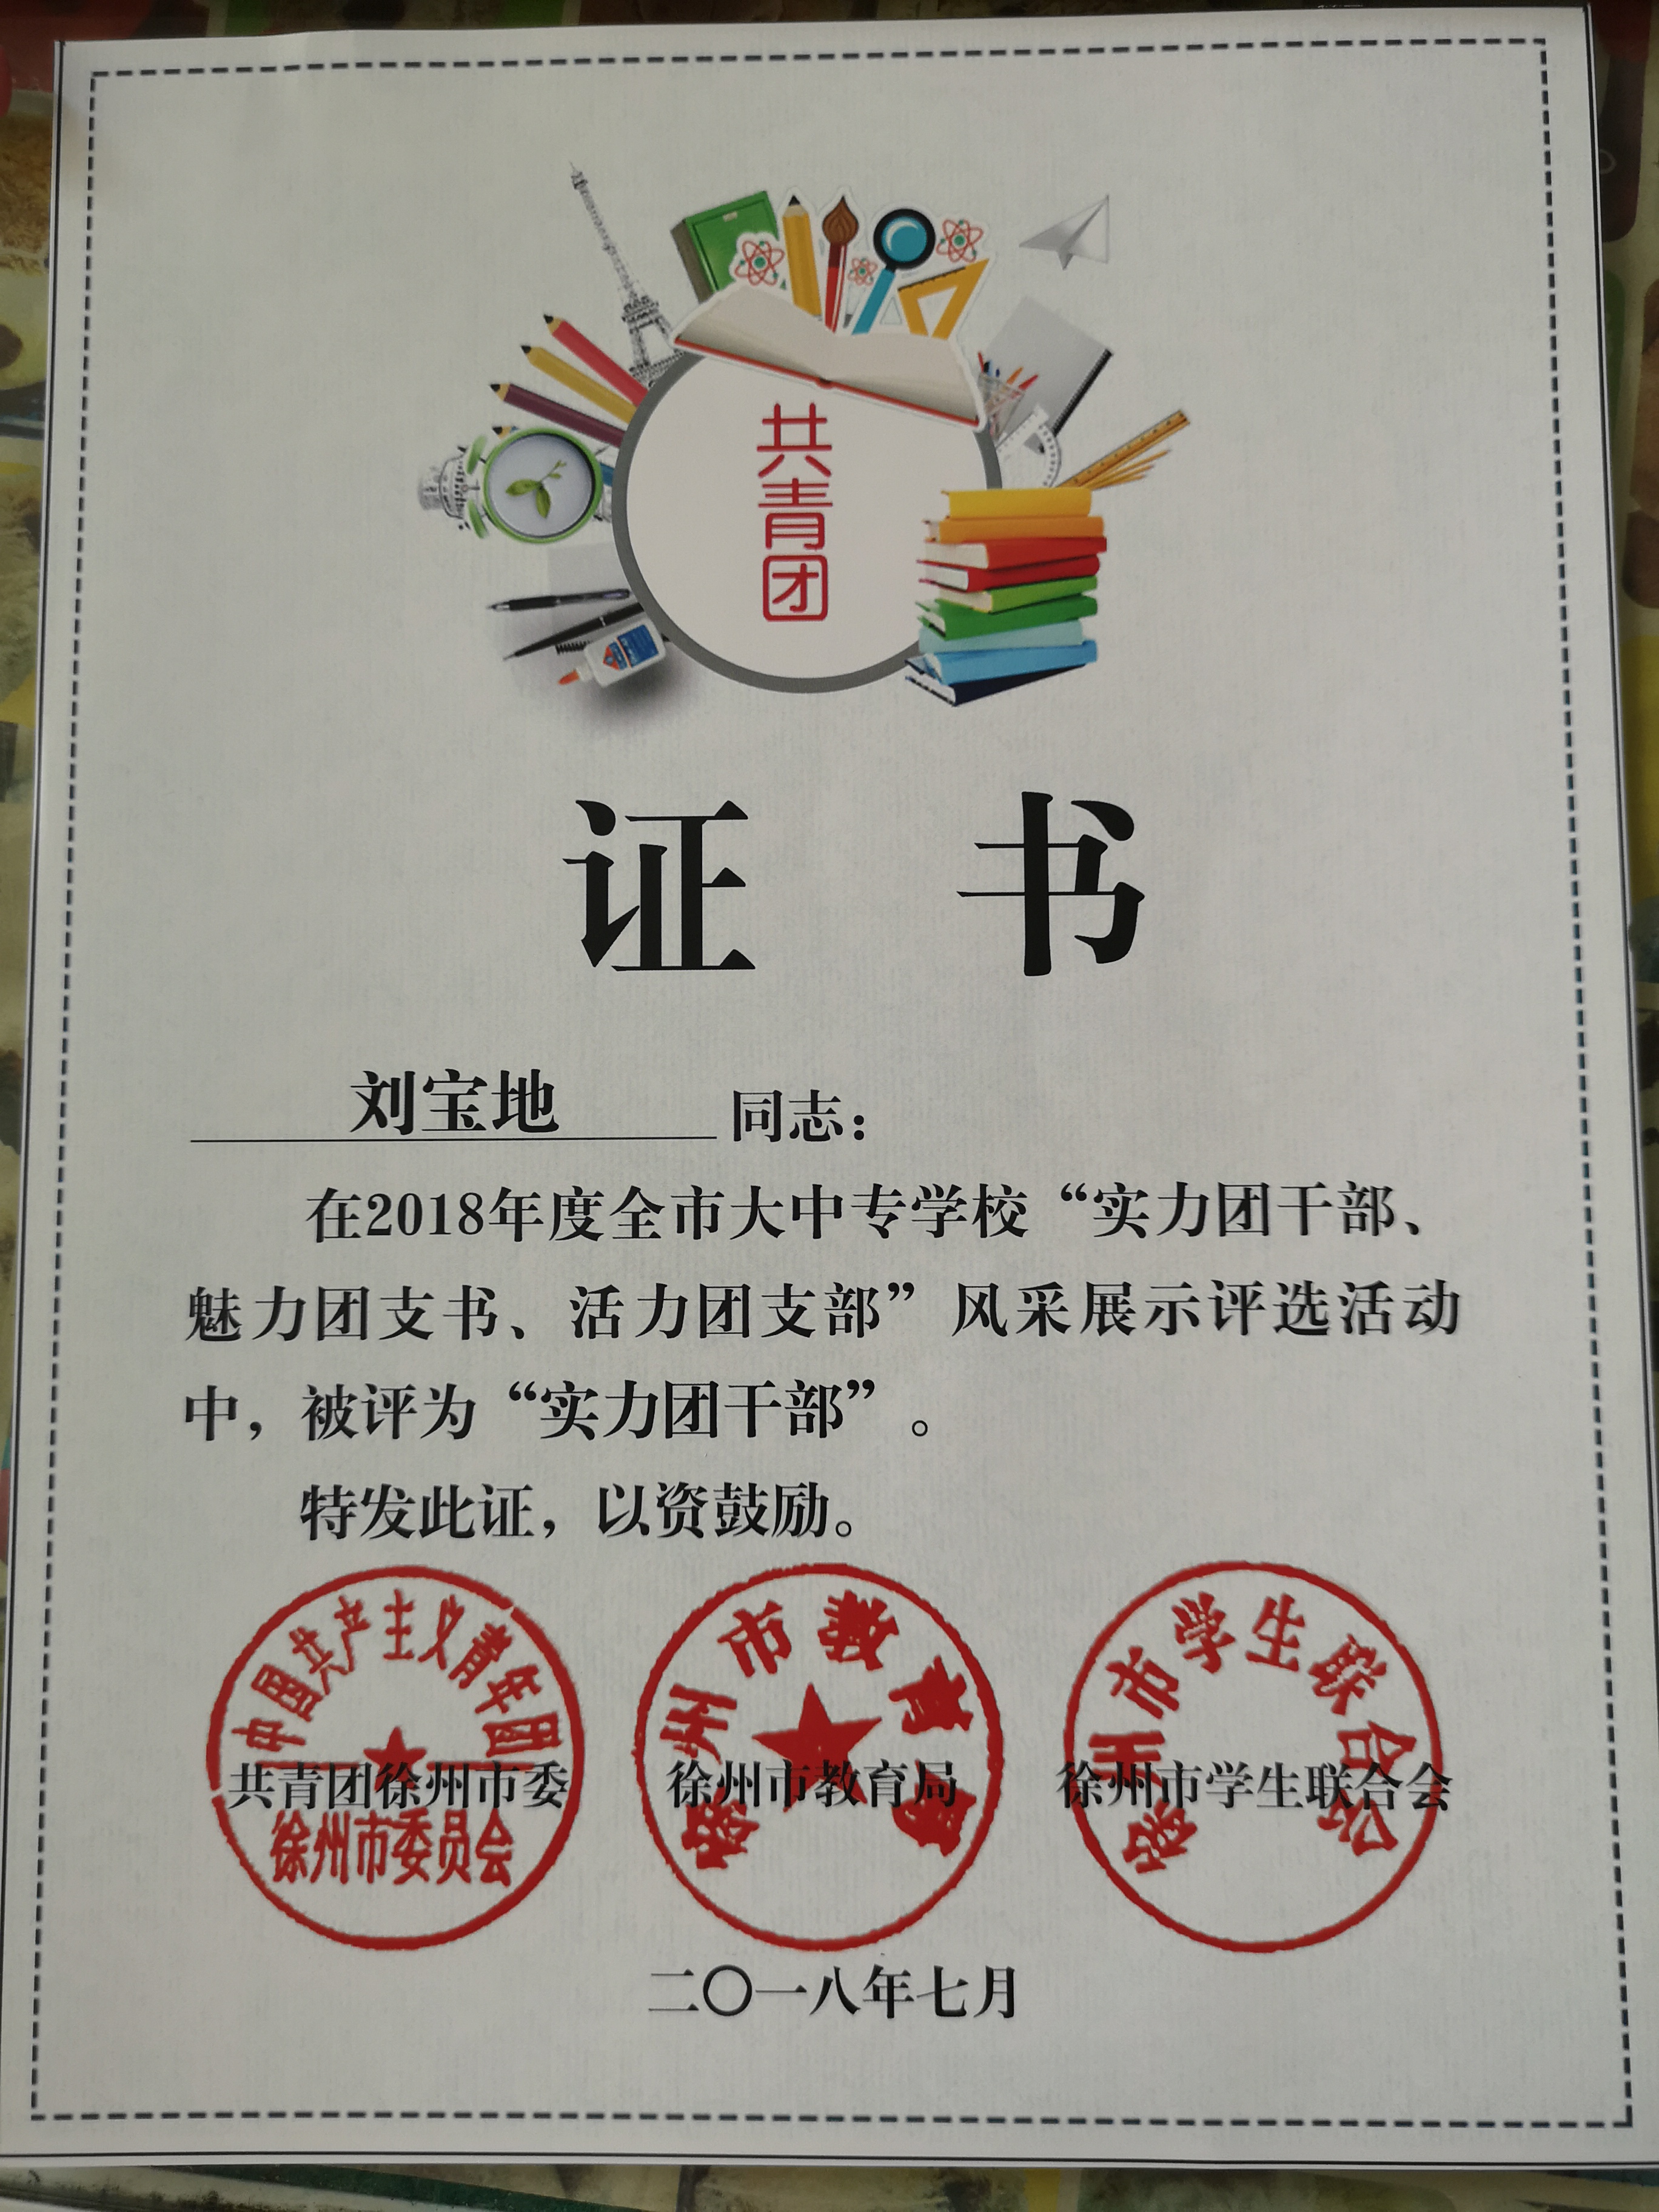 共
青
团
证 书
刘宝地 同志：
在2018年度全市大中专学校“实力团干部、
魅力团支书、活力团支部”风采展示评选活动
中，被评为“实力团干部”。
特发此证，以资鼓励。
中国共产主义青年团
徐州市委员会
徐州市教育局
徐州市学生联合会
共青团徐州市委 徐州市教育局 徐州市学生联合会
二〇一八年七月